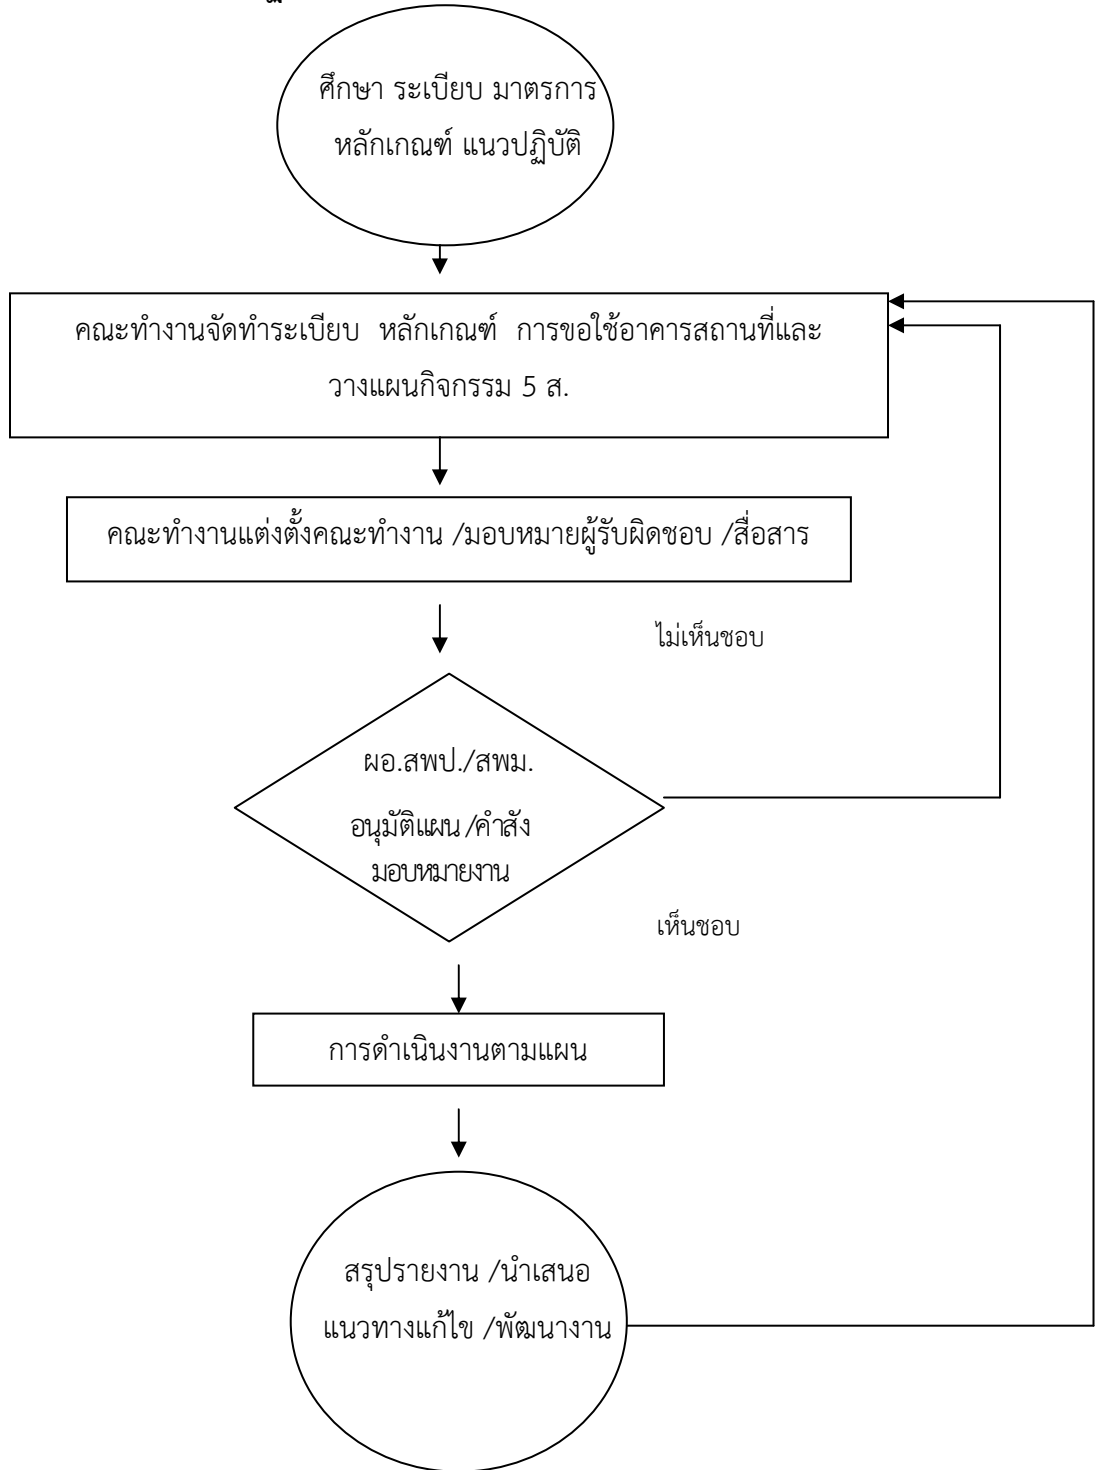 ศึกษา ระเบียบ มาตรการ
หลักเกณฑ์ แนวปฏิบัติ
คณะทำงานจัดทำระเบียบ หลักเกณฑ์ การขอใช้อาคารสถานที่และ
วางแผนกิจกรรม 5 ส.
คณะทำงานแต่งตั้งคณะทำงาน /มอบหมายผู้รับผิดชอบ /สื่อสาร
ไม่เห็นชอบ
ผอ.สพป./สพม.
อนุมัติแผน /คำสัง
มอบหมายงาน
เห็นชอบ
การดำเนินงานตามแผน
สรุปรายงาน /นำเสนอ
แนวทางแก้ไข /พัฒนางาน